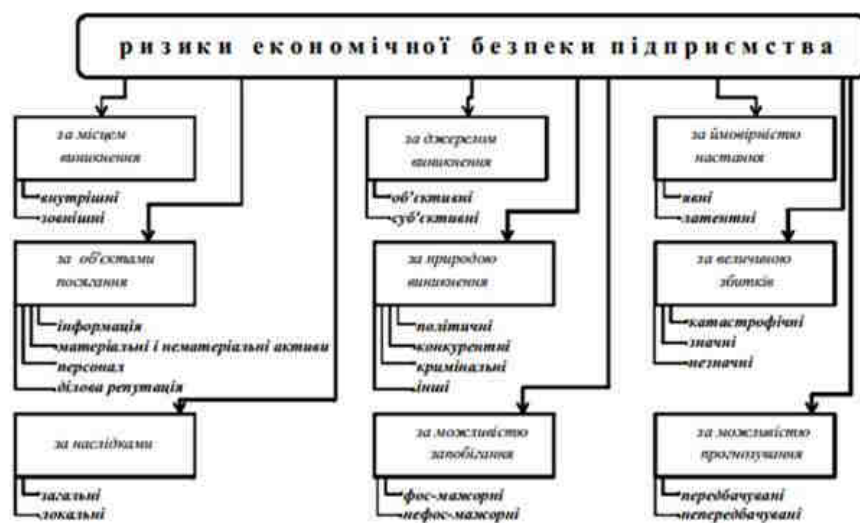 ризики економічної безпеки підприємства
за місцем
виникнення
внутрішні
зовнішні
за джерелом
виникнення
об'єктивні
суб'єктивні
за ймовірністю
настання
явні
латентні
за об'єктами
посягання
інформація
матеріальні і нематеріальні активи
персонал
ділова репутація
за природою
виникнення
політичні
конкурентні
кримінальні
інші
за величиною
збитків
катастрофічні
значні
незначні
за наслідками
загальні
локальні
за можливістю
запобігання
фос-мажорні
нефос-мажорні
за можливістю
прогнозування
передбачувані
непередбачувані